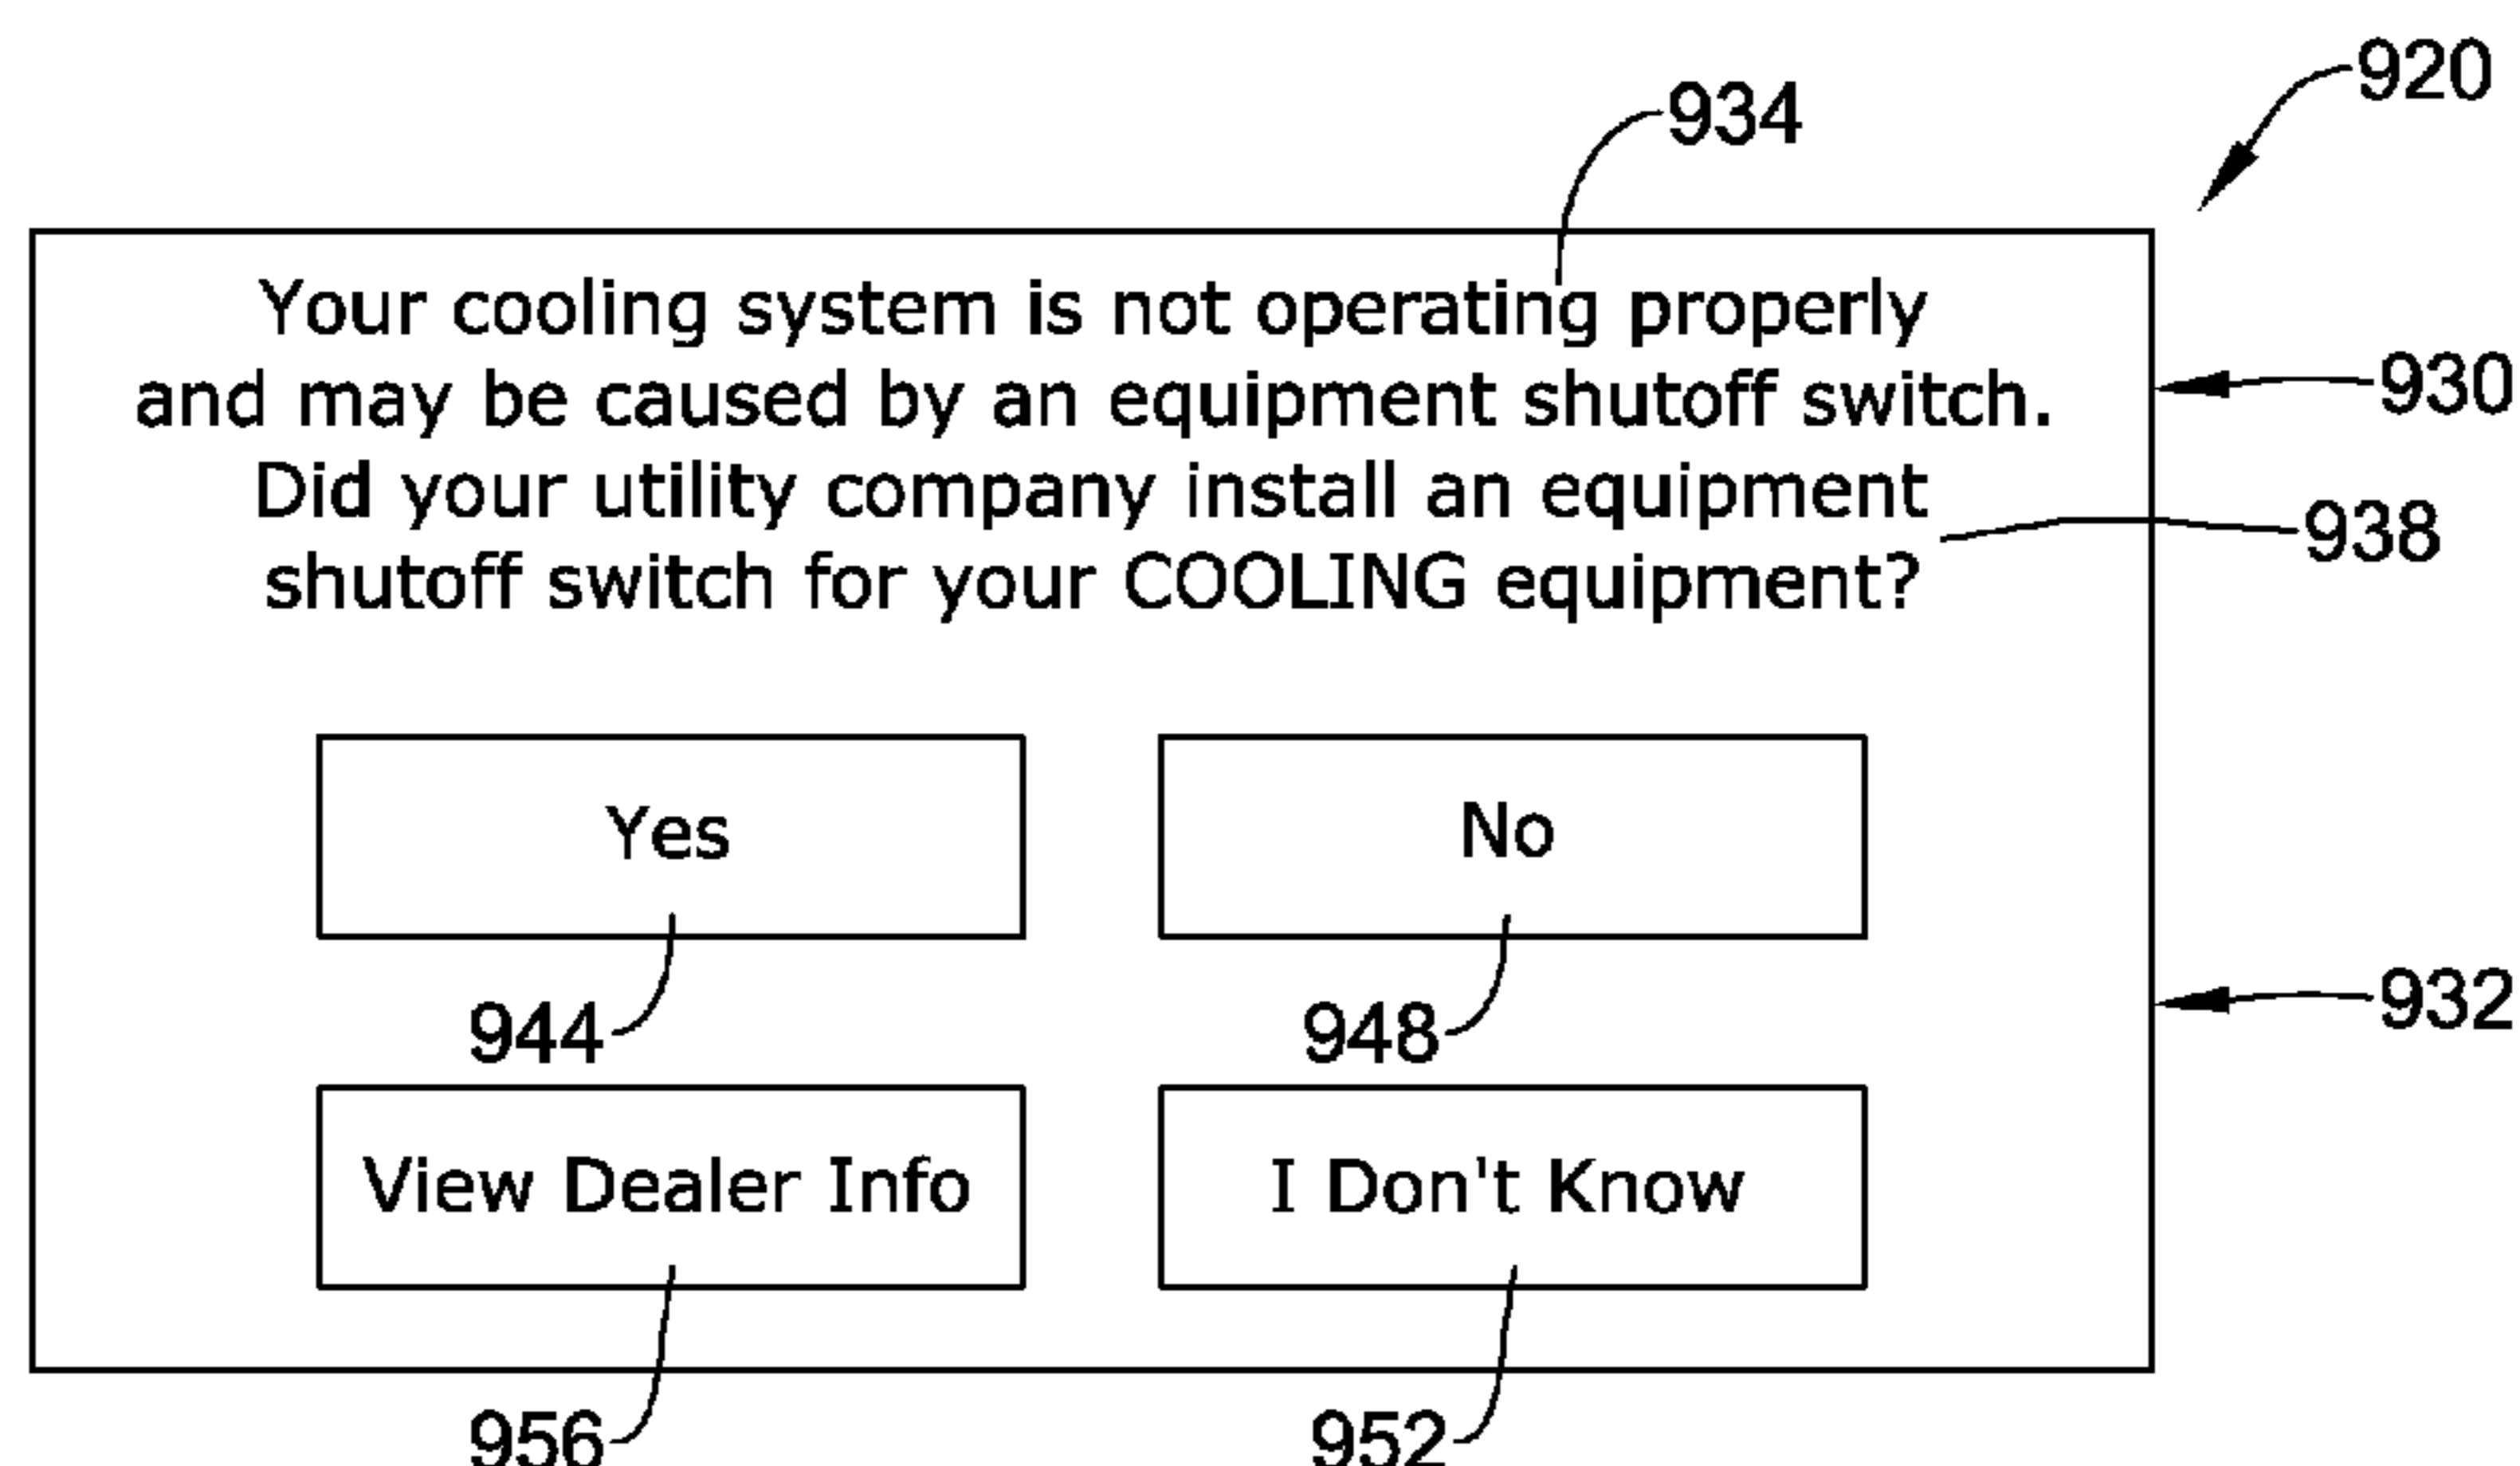 920
934
Your cooling system is not operating properly
and may be caused by an equipment shutoff switch.
930
Did your utility company install an equipment
938
shutoff switch for your COOLING equipment?
Yes
No
944
948
932
View Dealer Info
I Don't Know
956
952